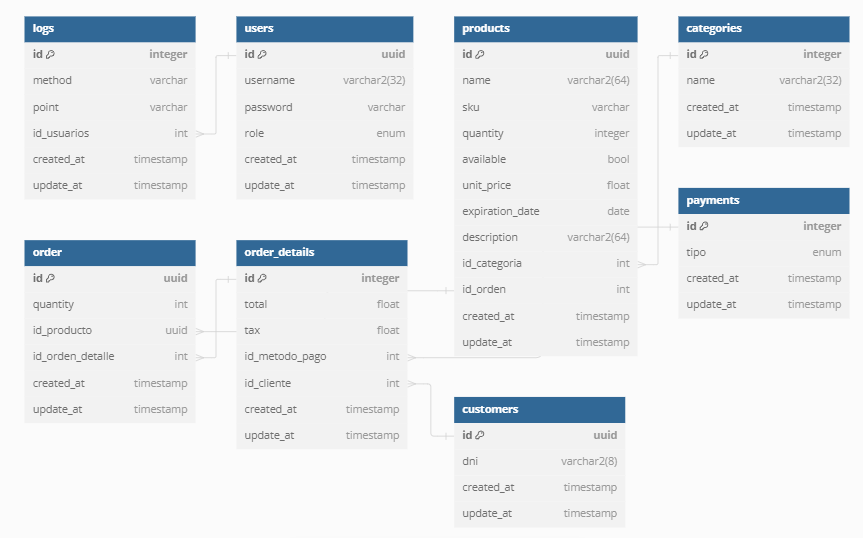 logs
id integer
method varchar
point varchar
id_usuarios int
created_at timestamp
update_at timestamp
users
id uuid
username varchar2(32)
password varchar
role enum
created_at timestamp
update_at timestamp
products
id uuid
name varchar2(64)
sku varchar
quantity integer
available bool
unit_price float
expiration_date date
description varchar2(64)
id_categoria int
id_orden int
created_at timestamp
update_at timestamp
categories
id integer
name varchar2(32)
created_at timestamp
update_at timestamp
payments
id integer
tipo enum
created_at timestamp
update_at timestamp
order
id uuid
quantity int
id_producto uuid
id_orden_detalle int
created_at timestamp
update_at timestamp
order_details
id integer
total float
tax float
id_metodo_pago int
id_cliente int
created_at timestamp
update_at timestamp
customers
id uuid
dni varchar2(8)
created_at timestamp
update_at timestamp